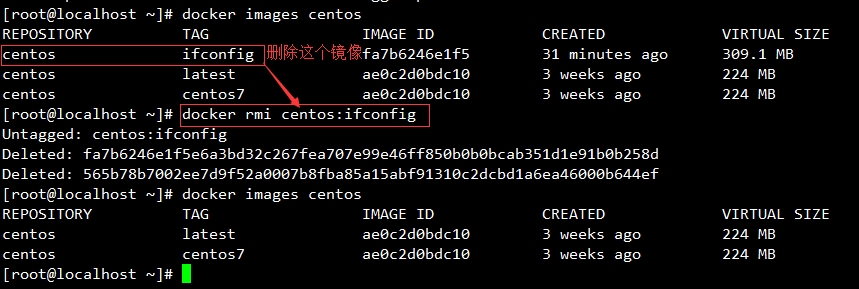 [root@localhost ~]# docker images centos
REPOSITORY TAG IMAGE ID CREATED VIRTUAL SIZE
centos ifconfig 删除这个镜像 fa7b6246e1f5 31 minutes ago 309.1 MB
centos latest ae0c2d0bdc10 3 weeks ago 224 MB
centos centos7 ae0c2d0bdc10 3 weeks ago 224 MB
[root@localhost ~]# docker rmi centos:ifconfig
Untagged: centos:ifconfig
Deleted: fa7b6246e1f5e6a3bd32c267fea707e99e46ff850b0b0bcab351d1e91b0b258d
Deleted: 565b78b7002ee7d9f52a0007b8fba85a15abf91310c2dcbd1a6ea46000b644ef
[root@localhost ~]# docker images centos
REPOSITORY TAG IMAGE ID CREATED VIRTUAL SIZE
centos latest ae0c2d0bdc10 3 weeks ago 224 MB
centos centos7 ae0c2d0bdc10 3 weeks ago 224 MB
[root@localhost ~]#